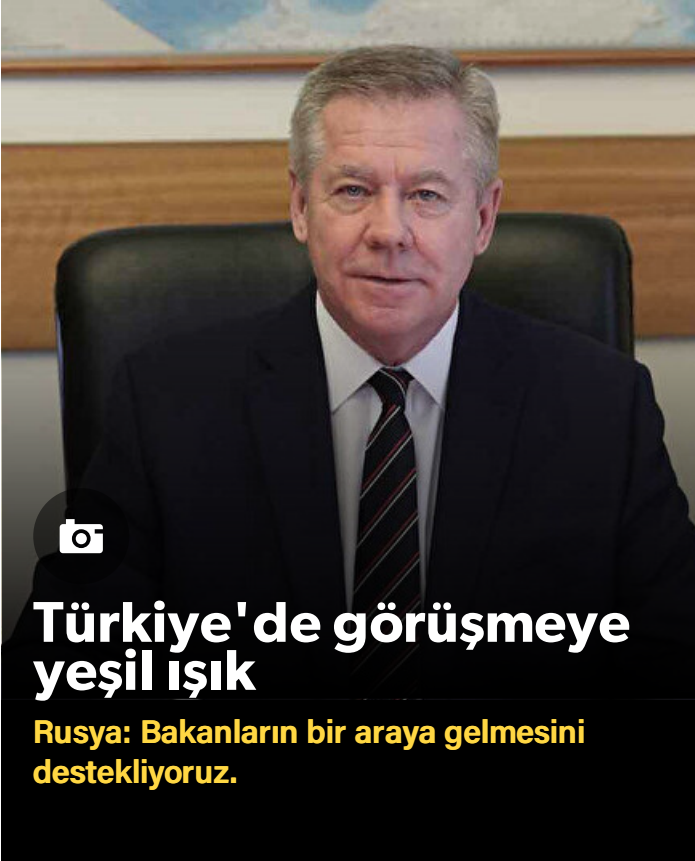 Türkiye'de görüşmeye
yeşil ışık
Rusya: Bakanların bir araya gelmesini
destekliyoruz.